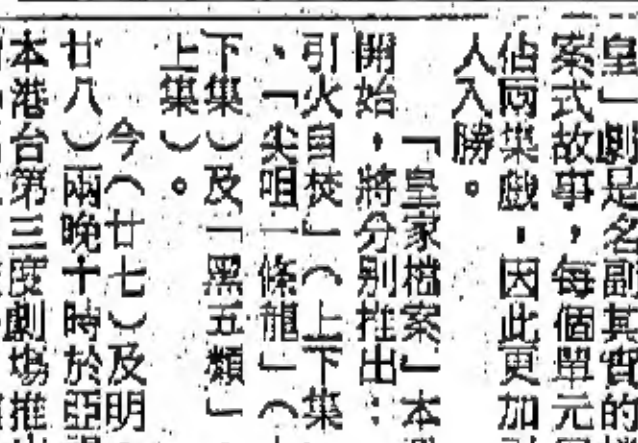 皇」劇是名副其實的
案式故事，每個單元
佔兩集戲，因此更加
人入勝。
「皇家檔案」本
開始，將分別推出：
引火自焚」（上下集
、「尖咀一條龍」（
下集）及「黑五類」
上集）。
今（廿七）及明
廿八）兩晚十時於亞
本港台第三度劇場推